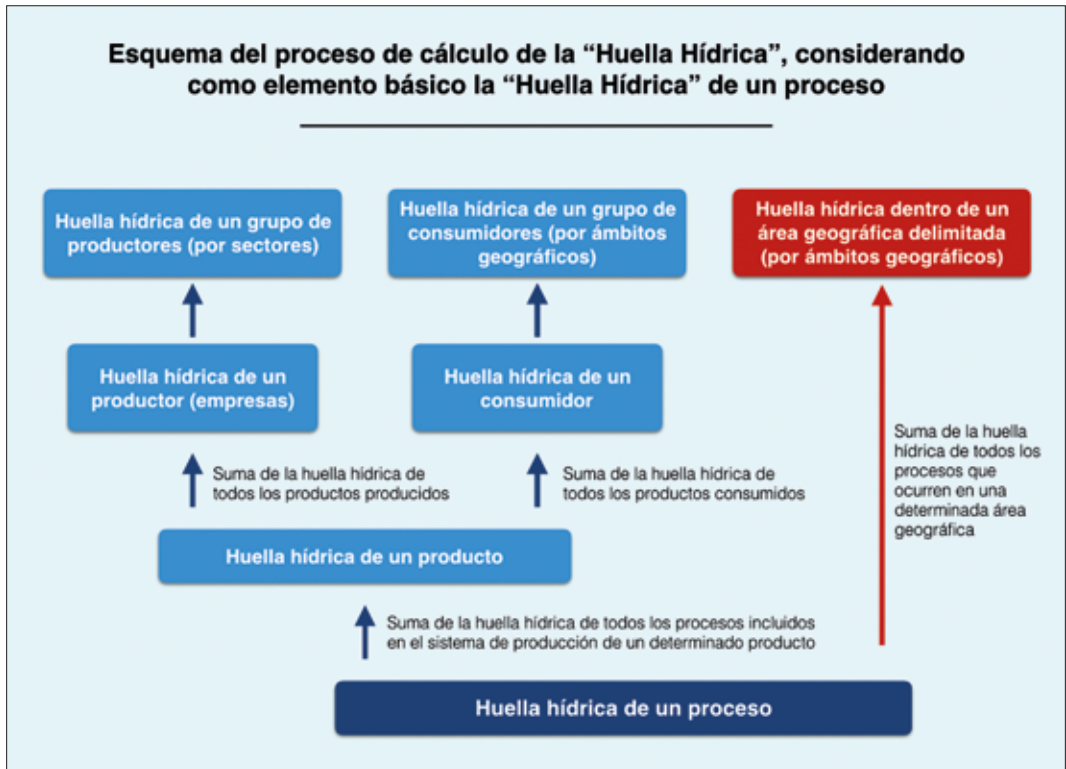 Esquema del proceso de cálculo de la “Huella Hídrica”, considerando
como elemento básico la “Huella Hídrica” de un proceso
Huella hídrica de un grupo de
productores (por sectores)
Huella hídrica de un grupo de
consumidores (por ámbitos
geográficos)
Huella hídrica dentro de un
área geográfica delimitada
(por ámbitos geográficos)
Huella hídrica de un
productor (empresas)
Huella hídrica de un
consumidor
Suma de la huella hídrica de
todos los productos producidos
Suma de la huella hídrica de
todos los productos consumidos
Suma de la huella
hídrica de todos los
procesos que
ocurren en una
determinada área
geográfica
Huella hídrica de un producto
Suma de la huella hídrica de todos los procesos incluidos
en el sistema de producción de un determinado producto
Huella hídrica de un proceso